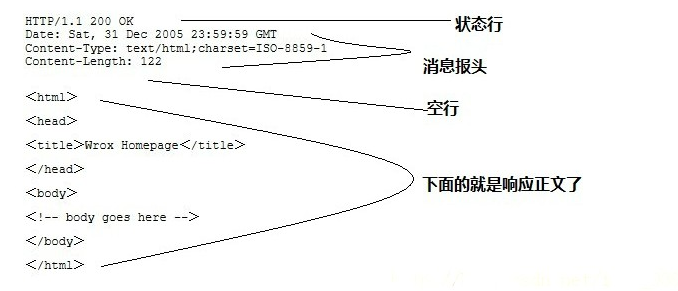 HTTP/1.1 200 OK
状态行
Date: Sat, 31 Dec 2005 23:59:59 GMT
Content-Type: text/html;charset=ISO-8859-1
Content-Length: 122
消息报头
空行
<html>
<head>
<title>Wrox Homepage</title>
</head>
<body>
下面的就是响应正文了
<!-- body goes here -->
</body>
</html>